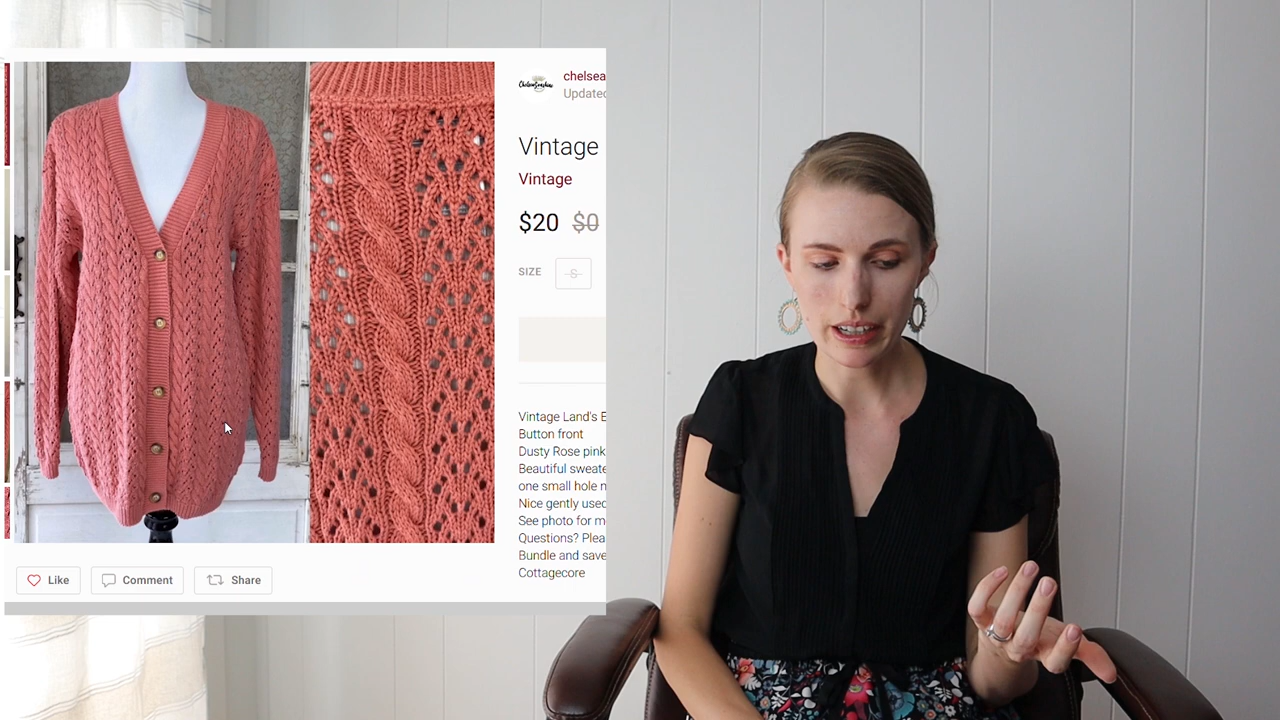 chelsea
Updated
Vintage
Vintage
$20 $0
SIZE S
Vintage Land's E
Button front
Dusty Rose pink
Beautiful sweate
one small hole
Nice gently used
See photo for m
Questions? Plea
Bundle and save
Cottagecore
Like Comment Share